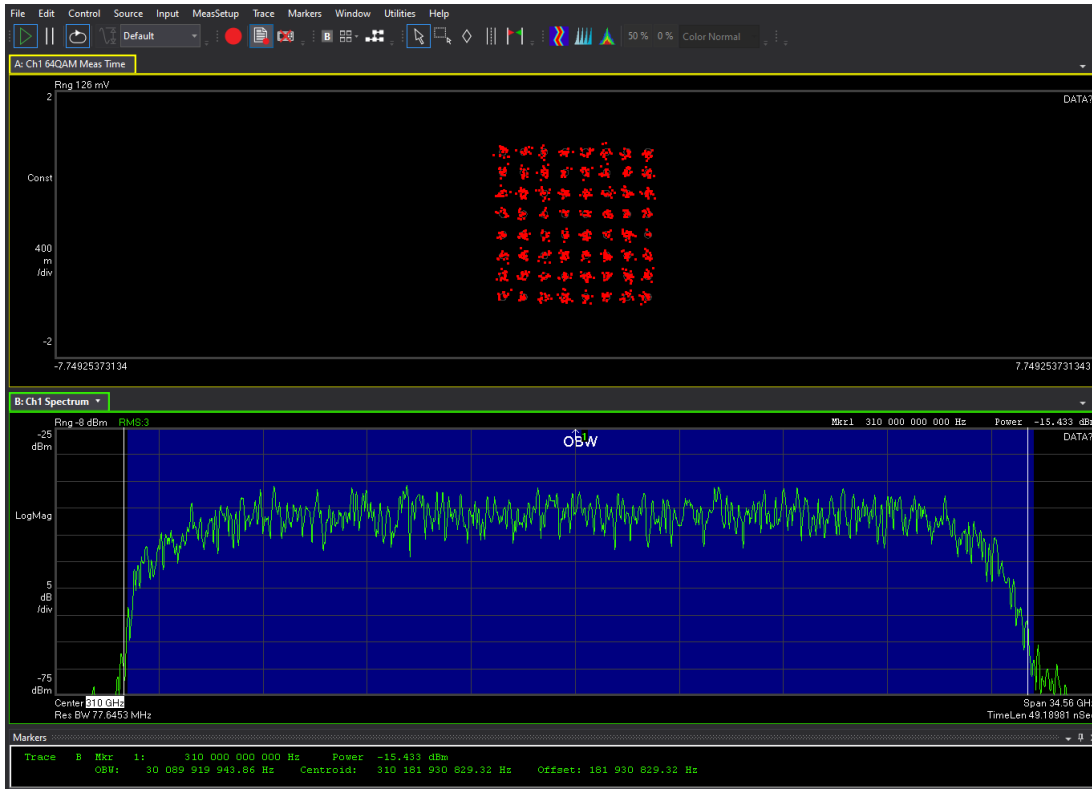 File Edit Control Source Input MeasSetup Trace Markers Window Utilities Help
Default B 50 % 0 % Color Normal
A: Ch1 64QAM Meas Time
Rng 126 mV
2
DATA?
Const
400
m
/div
-2
-7.74925373134 7.749253731343
B: Ch1 Spectrum
Rng -8 dBm RMS:3 Mkr1 310 000 000 000 Hz Power -15.433 dBm
-25
dBm
1
OBW
DATA?
LogMag
5
dB
/div
-75
dBm
Center 310 GHz Span 34.56 GHz
Res BW 77.6453 MHz TimeLen 49.18981 nSec
Markers
Trace B Mkr 1: 310 000 000 000 Hz Power -15.433 dBm
OBW: 30 089 919 943.86 Hz Centroid: 310 181 930 829.32 Hz Offset: 181 930 829.32 Hz